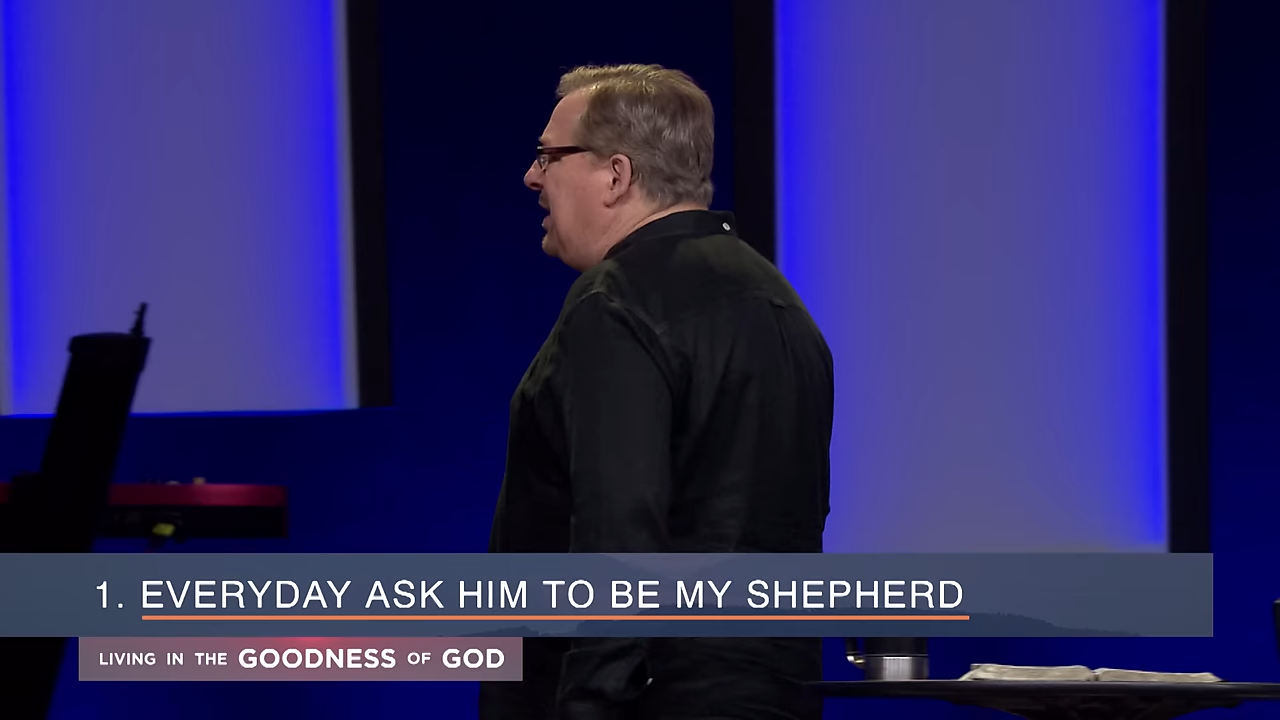 1. EVERYDAY ASK HIM TO BE MY SHEPHERD
LIVING IN THE GOODNESS OF GOD